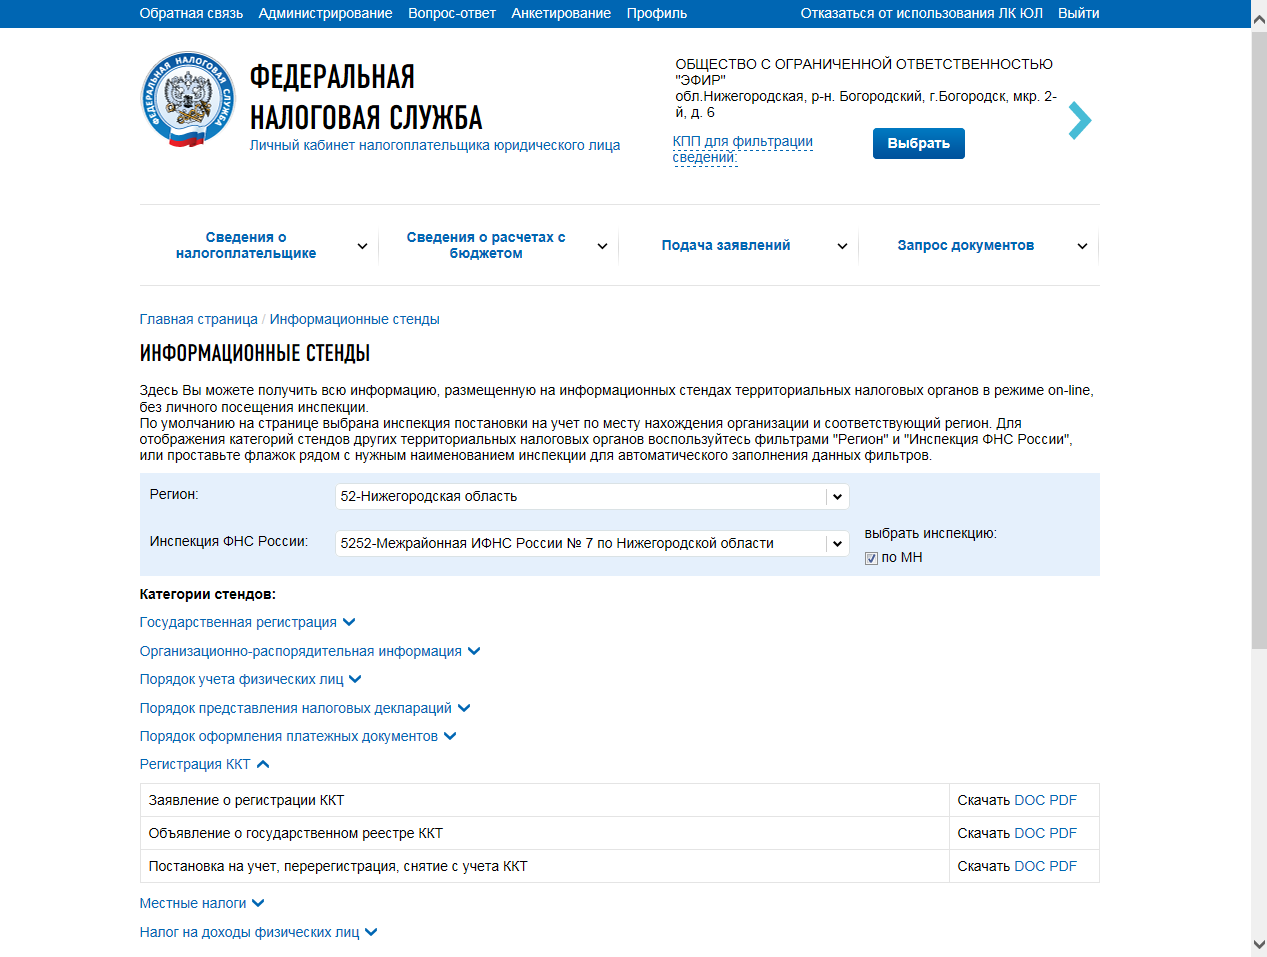 Обратная связь Администрирование Вопрос-ответ Анкетирование Профиль Отказаться от использования ЛК ЮЛ Выйти
ФЕДЕРАЛЬНАЯ НАЛОГОВАЯ СЛУЖБА
ФЕДЕРАЛЬНАЯ
НАЛОГОВАЯ СЛУЖБА
Личный кабинет налогоплательщика юридического лица
ОБЩЕСТВО С ОГРАНИЧЕННОЙ ОТВЕТСТВЕННОСТЬЮ
"ЭФИР"
обл.Нижегородская, р-н. Богородский, г.Богородск, мкр. 2-
й, д. 6
КПП для фильтрации
сведений:
Выбрать
Сведения о
налогоплательщике
Сведения о расчетах с
бюджетом
Подача заявлений
Запрос документов
Главная страница / Информационные стенды
ИНФОРМАЦИОННЫЕ СТЕНДЫ
Здесь Вы можете получить всю информацию, размещенную на информационных стендах территориальных налоговых органов в режиме on-line,
без личного посещения инспекции.
По умолчанию на странице выбрана инспекция постановки на учет по месту нахождения организации и соответствующий регион. Для
отображения категорий стендов других территориальных налоговых органов воспользуйтесь фильтрами "Регион" и "Инспекция ФНС России",
или проставьте флажок рядом с нужным наименованием инспекции для автоматического заполнения данных фильтров.
Регион: 52-Нижегородская область
Инспекция ФНС России: 5252-Межрайонная ИФНС России № 7 по Нижегородской области
выбрать инспекцию:
по МН
Категории стендов:
Государственная регистрация
Организационно-распорядительная информация
Порядок учета физических лиц
Порядок представления налоговых деклараций
Порядок оформления платежных документов
Регистрация ККТ
Заявление о регистрации ККТ Скачать DOC PDF
Объявление о государственном реестре ККТ Скачать DOC PDF
Постановка на учет, перерегистрация, снятие с учета ККТ Скачать DOC PDF
Местные налоги
Налог на доходы физических лиц